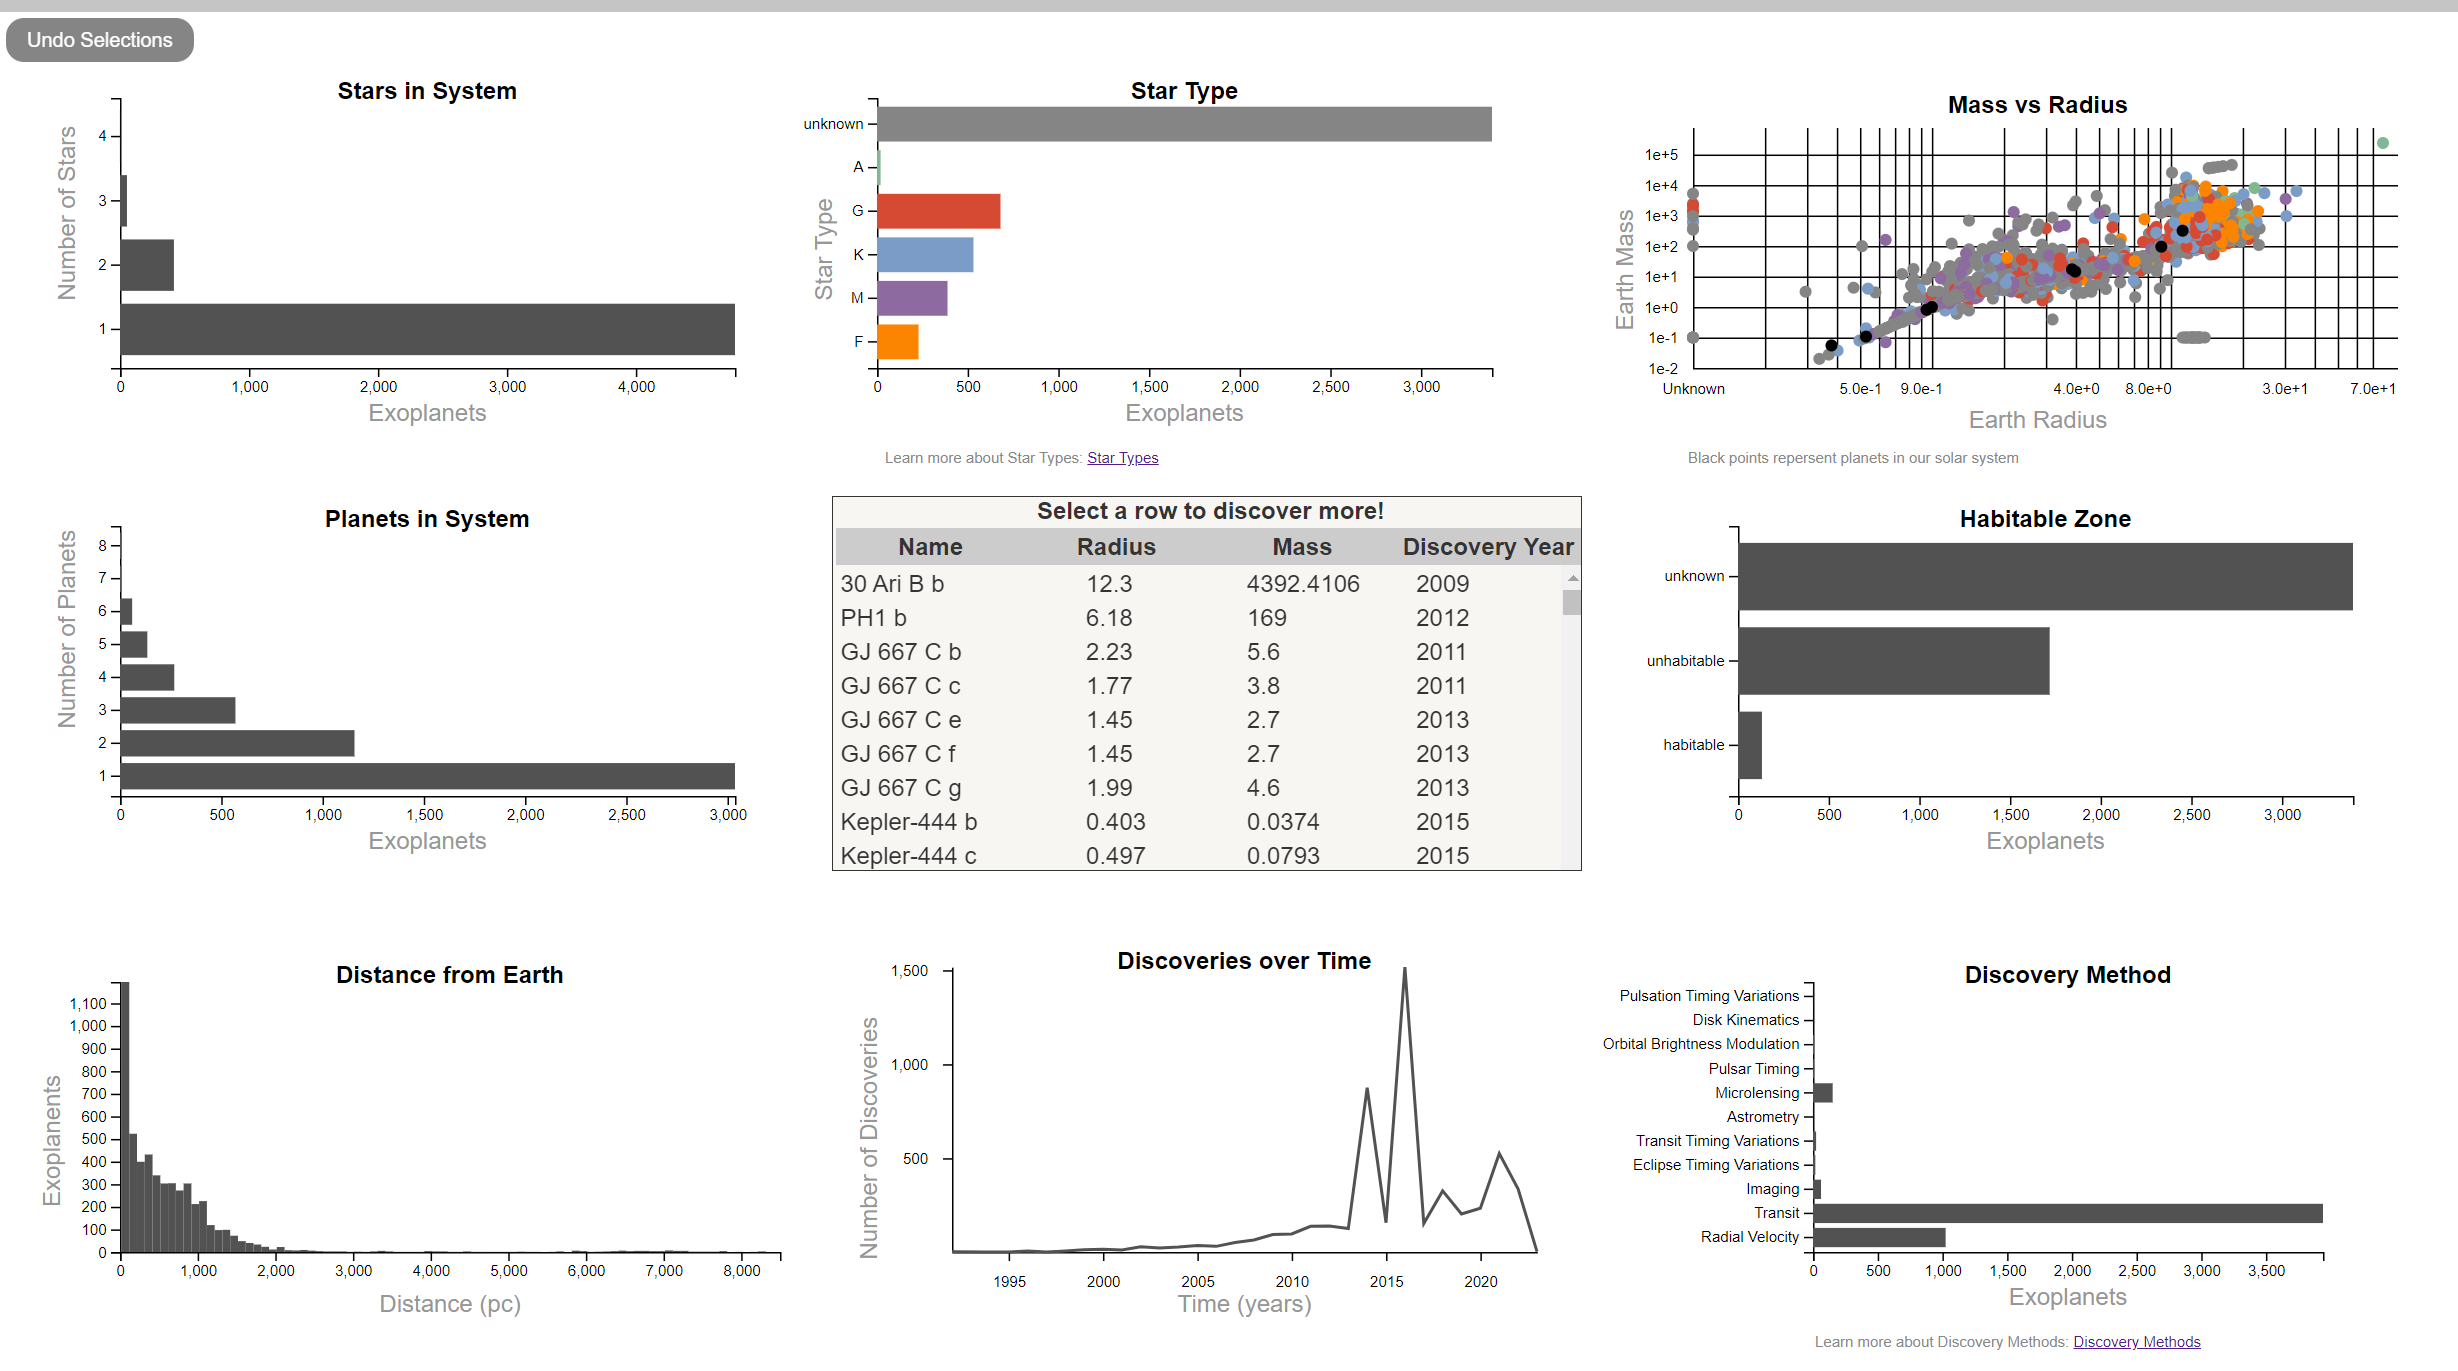 Undo Selections
Stars in System
Number of Stars
4
3
2
1
0 1,000 2,000 3,000 4,000
Exoplanets
Star Type
Star Type
unknown
A
G
K
M
F
0 500 1,000 1,500 2,000 2,500 3,000
Exoplanets
Learn more about Star Types: Star Types
Mass vs Radius
Earth Mass
1e+5
1e+4
1e+3
1e+2
1e+1
1e+0
1e-1
1e-2
Unknown 5.0e-1 9.0e-1 4.0e+0 8.0e+0 3.0e+1 7.0e+1
Earth Radius
Black points repersent planets in our solar system
Planets in System
Number of Planets
8
7
6
5
4
3
2
1
0 500 1,000 1,500 2,000 2,500 3,000
Exoplanets
Select a row to discover more!
Name Radius Mass Discovery Year
30 Ari B b 12.3 4392.4106 2009
PH1 b 6.18 169 2012
GJ 667 C b 2.23 5.6 2011
GJ 667 C c 1.77 3.8 2011
GJ 667 C e 1.45 2.7 2013
GJ 667 C f 1.45 2.7 2013
GJ 667 C g 1.99 4.6 2013
Kepler-444 b 0.403 0.0374 2015
Kepler-444 c 0.497 0.0793 2015
Habitable Zone
unknown
unhabitable
habitable
0 500 1,000 1,500 2,000 2,500 3,000
Exoplanets
Distance from Earth
Exoplanents
1,100
1,000
900
800
700
600
500
400
300
200
100
0
0 1,000 2,000 3,000 4,000 5,000 6,000 7,000 8,000
Distance (pc)
Discoveries over Time
Number of Discoveries
1,500
1,000
500
1995 2000 2005 2010 2015 2020
Time (years)
Discovery Method
Pulsation Timing Variations
Disk Kinematics
Orbital Brightness Modulation
Pulsar Timing
Microlensing
Astrometry
Transit Timing Variations
Eclipse Timing Variations
Imaging
Transit
Radial Velocity
0 500 1,000 1,500 2,000 2,500 3,000 3,500
Exoplanets
Learn more about Discovery Methods: Discovery Methods